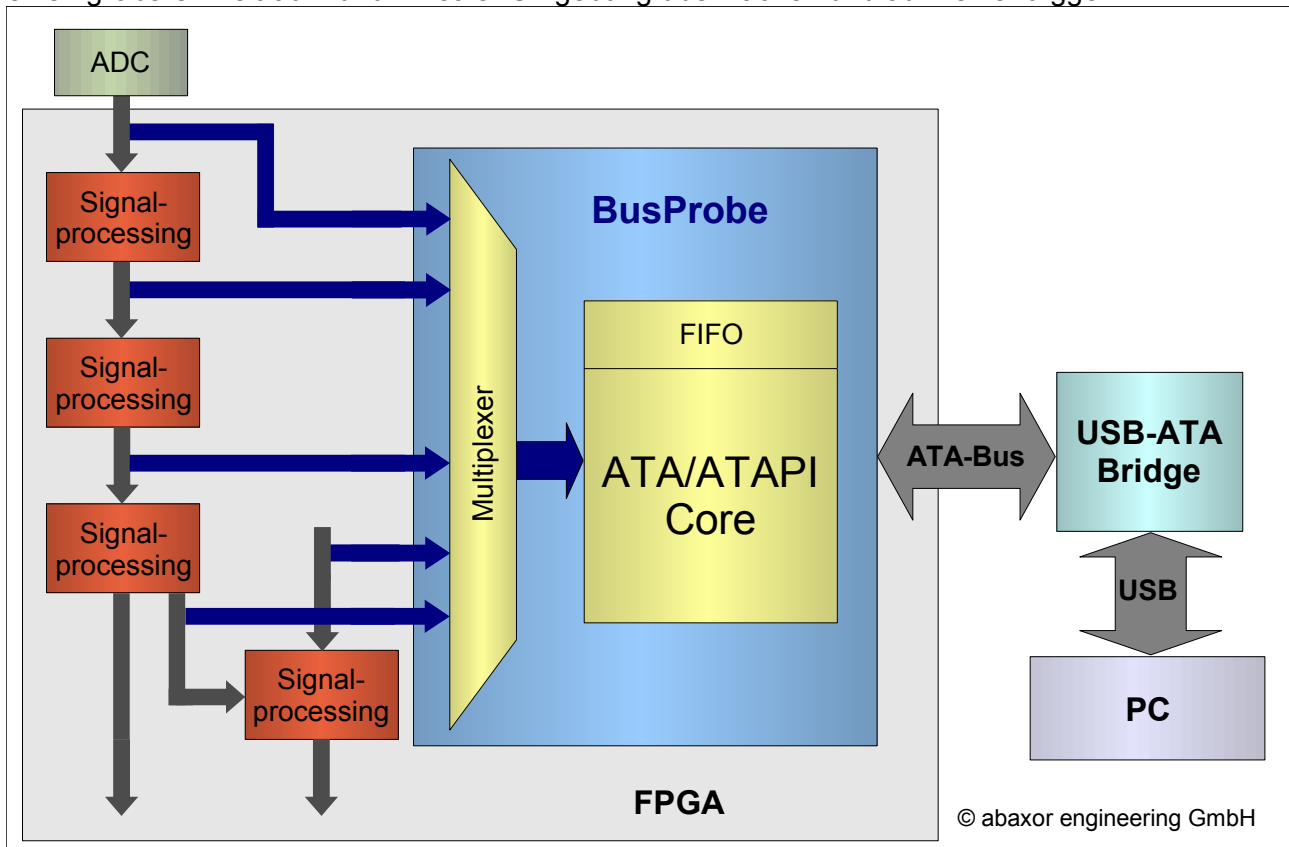 ADC
Signal-
processing
BusProbe
FIFO
Signal-
processing
Multiplexer
ATA/ATAPI
Core
ATA-Bus
USB-ATA
Bridge
Signal-
processing
USB
Signal-
processing
PC
FPGA
© abaxor engineering GmbH